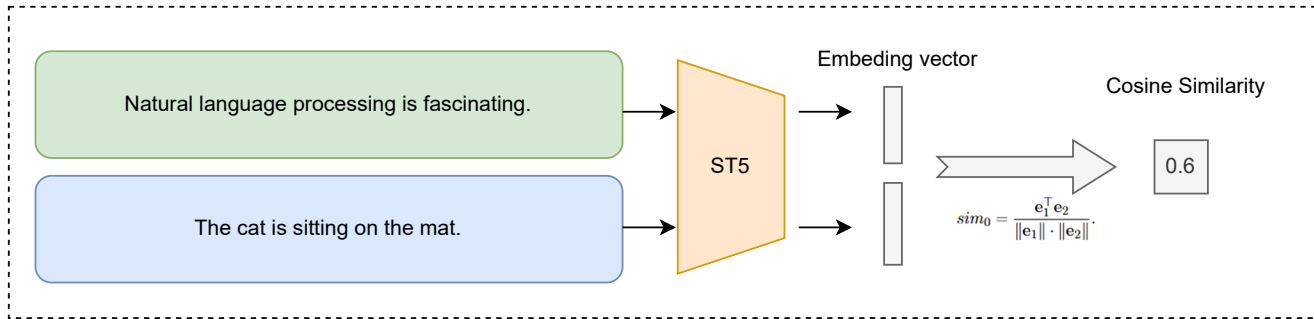 Embeding vector
Cosine Similarity
Natural language processing is fascinating.
ST5
0.6
The cat is sitting on the mat.
sim₀ = e₁ᵀe₂ / ‖e₁‖ · ‖e₂‖.